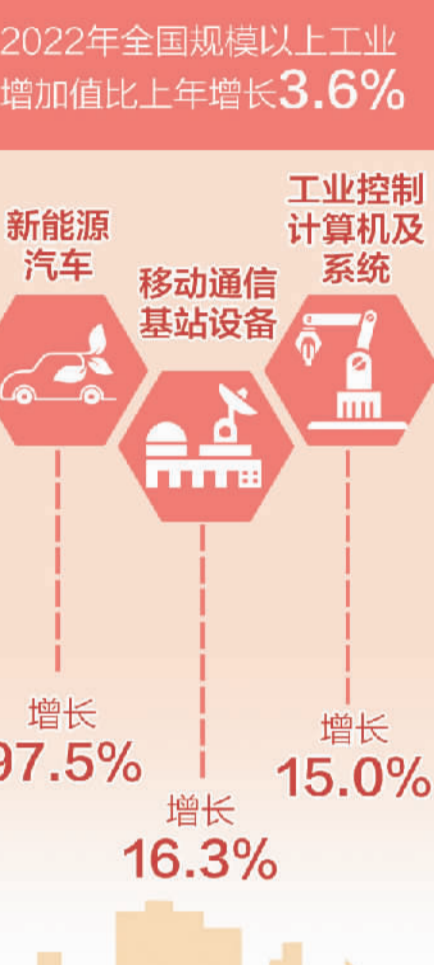 2022年全国规模以上工业
增加值比上年增长3.6%
新能源
汽车
移动通信
基站设备
工业控制
计算机及
系统
增长
97.5%
增长
16.3%
增长
15.0%